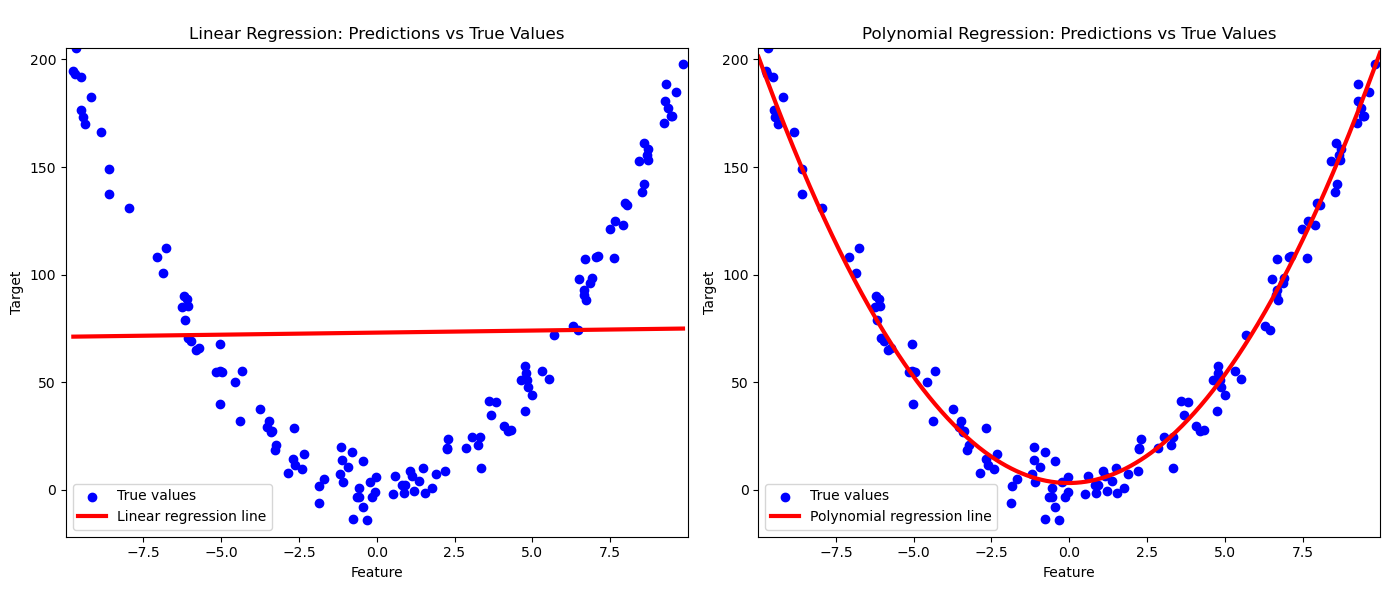 Linear Regression: Predictions vs True Values
200
150
100
50
0
Target
True values
Linear regression line
−7.5 −5.0 −2.5 0.0 2.5 5.0 7.5
Feature
Polynomial Regression: Predictions vs True Values
200
150
100
50
0
Target
True values
Polynomial regression line
−7.5 −5.0 −2.5 0.0 2.5 5.0 7.5
Feature